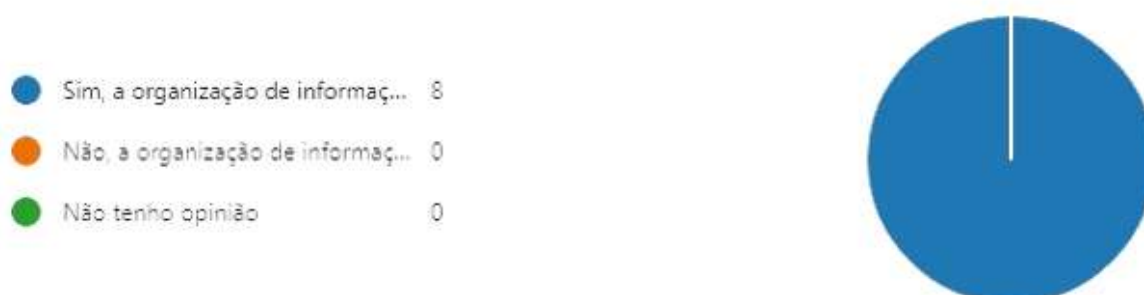 Sim, a organização de informaç... 8
Não, a organização de informaç... 0
Não tenho opinião 0